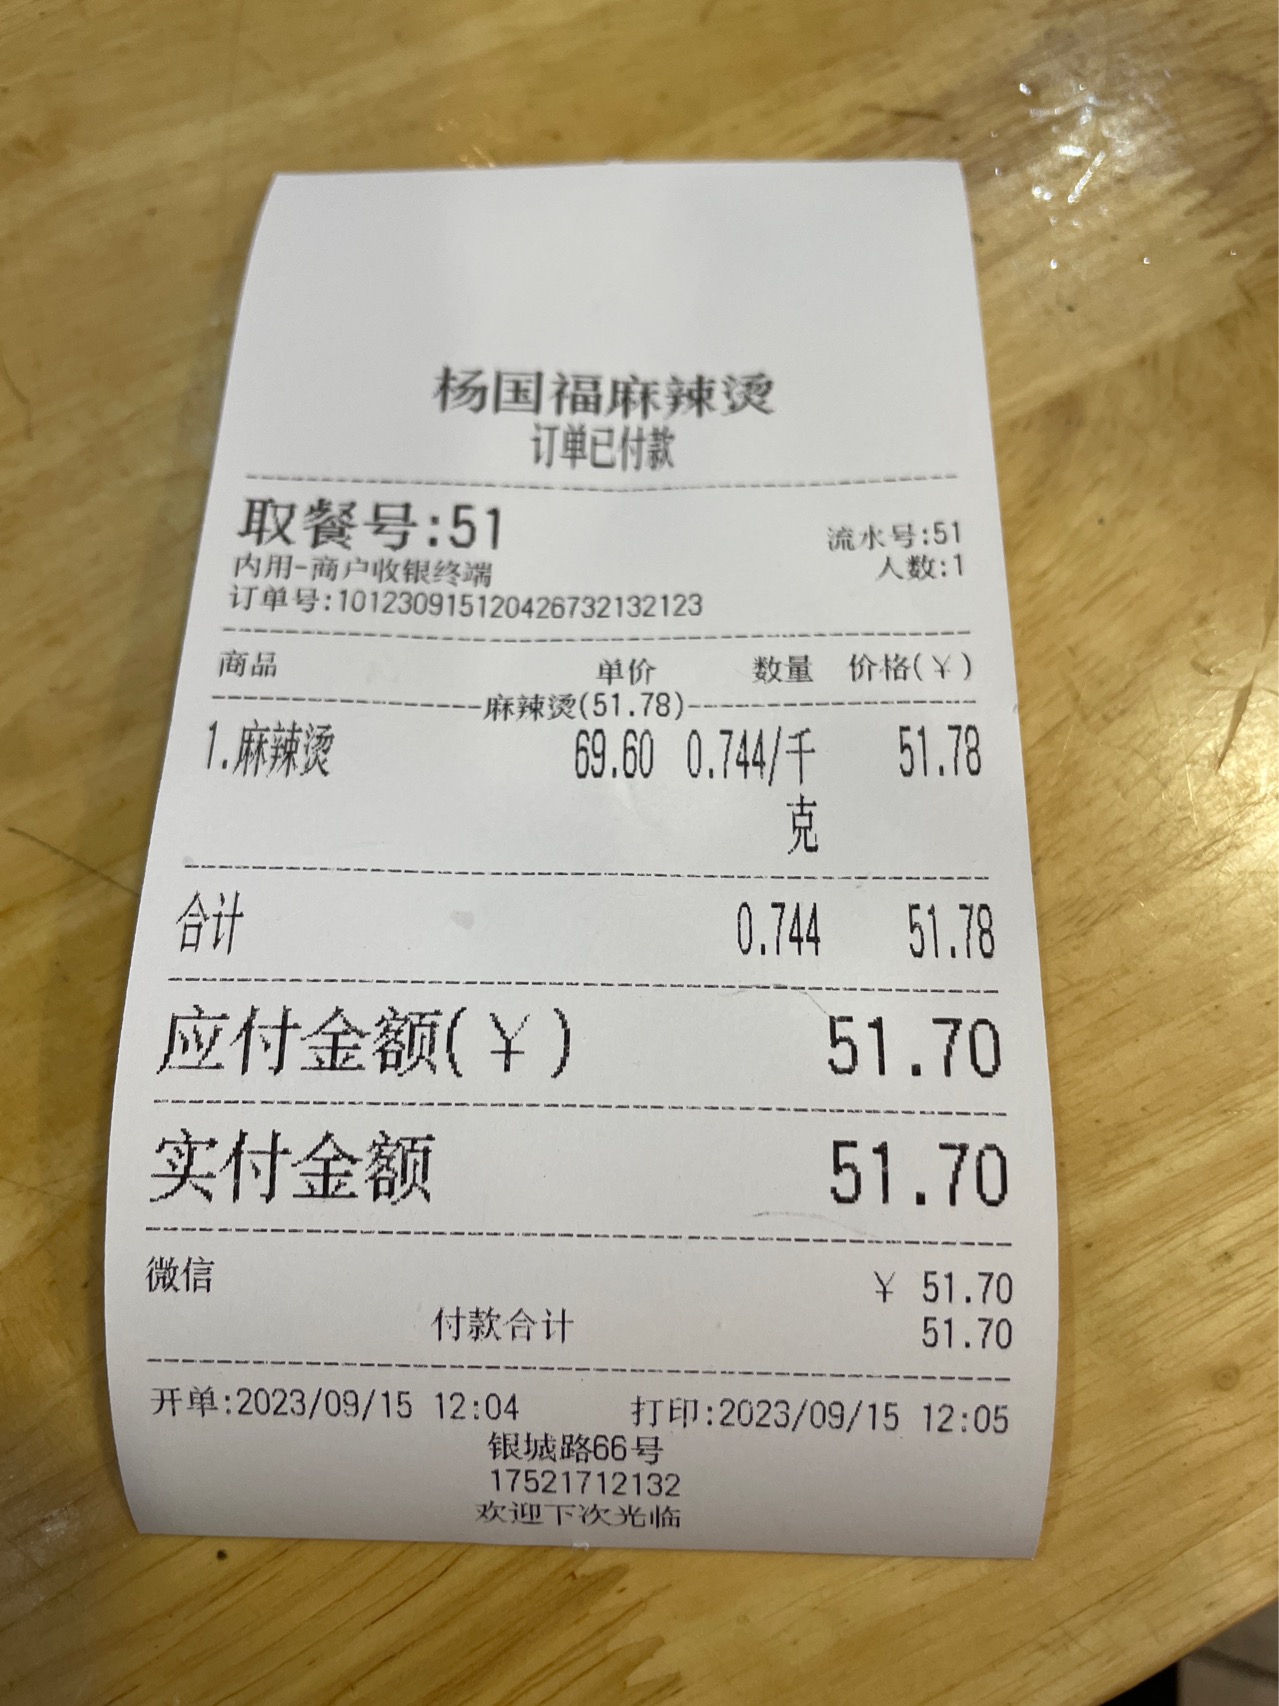 杨国福麻辣烫
订单已付款
取餐号:51 流水号:51
内用-商户收银终端 人数:1
订单号:10123091512042673213​2123
商品 单价 数量 价格(¥)
麻辣烫(51.78)
1.麻辣烫 69.60 0.744/千 51.78
克
合计 0.744 51.78
应付金额(¥) 51.70
实付金额 51.70
微信 ¥ 51.70
付款合计 51.70
开单:2023/09/15 12:04 打印:2023/09/15 12:05
银城路66号
17521712132
欢迎下次光临